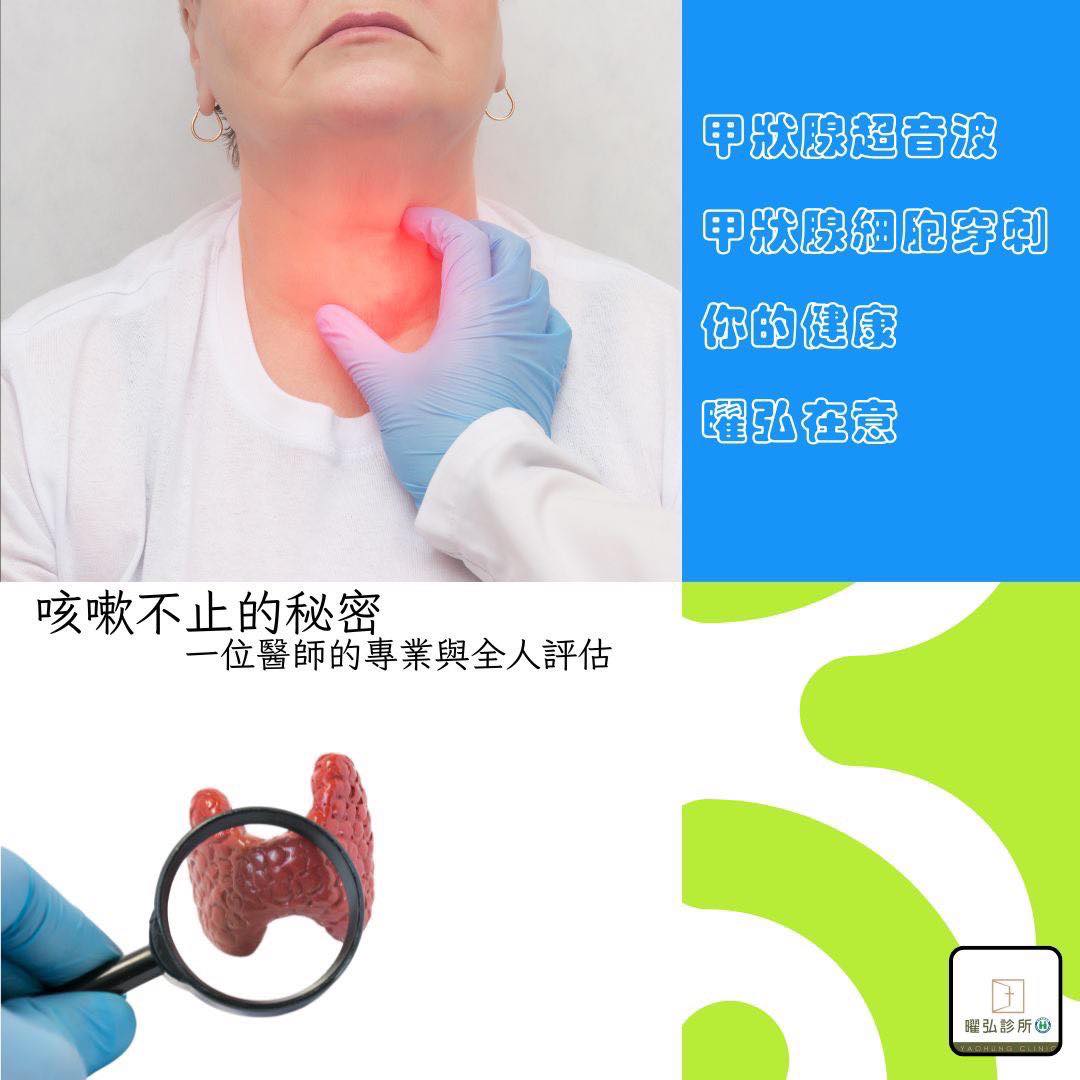 甲狀腺超音波
甲狀腺細胞穿刺
你的健康
曜弘在意
咳嗽不止的秘密
一位醫師的專業與全人評估
曜弘診所
YAOHUNG CLINIC